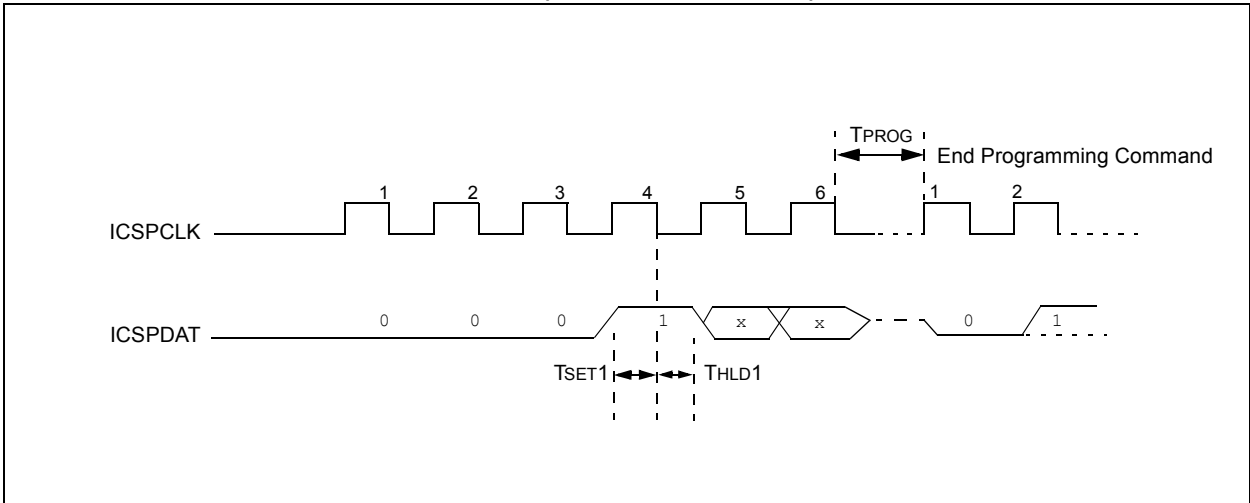 TPROG
End Programming Command
1 2 3 4 5 6 1 2
ICSPCLK
ICSPDAT
0 0 0 1 x x 0 1
TSET1 THLD1